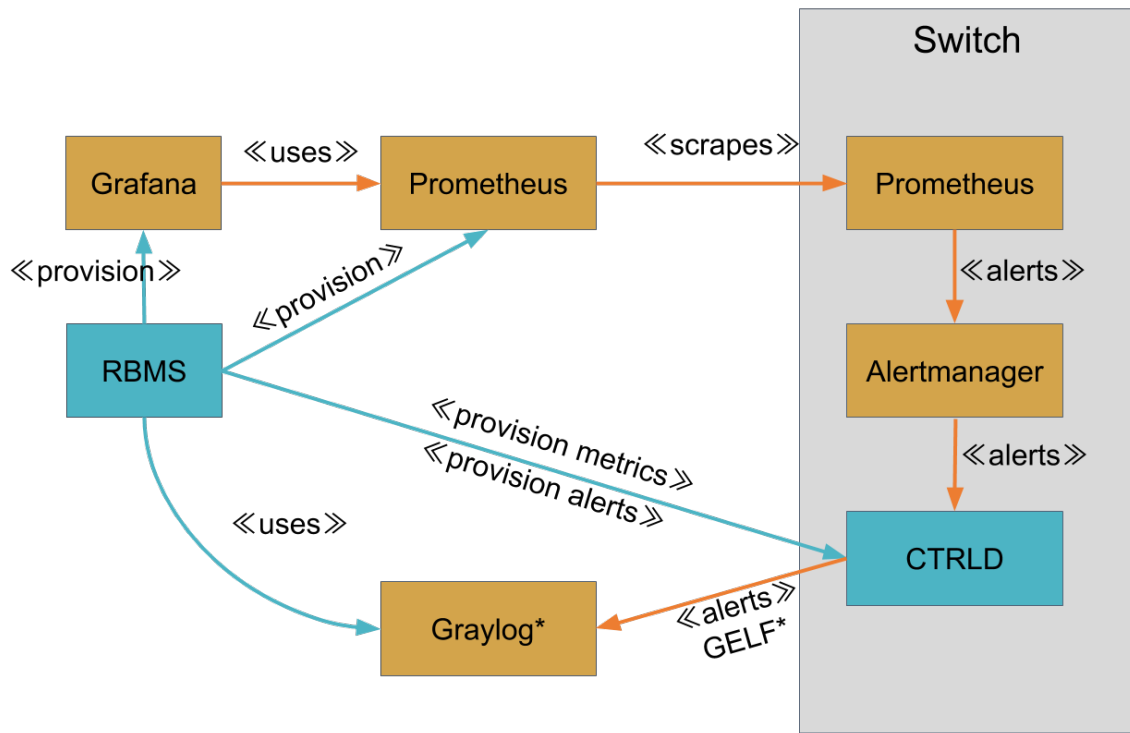 Switch
≪uses≫
≪scrapes≫
Grafana
Prometheus
Prometheus
≪provision≫
≪provision≫
≪alerts≫
RBMS
Alertmanager
≪provision metrics≫
≪provision alerts≫
≪alerts≫
≪uses≫
CTRLD
Graylog*
≪alerts≫
GELF*